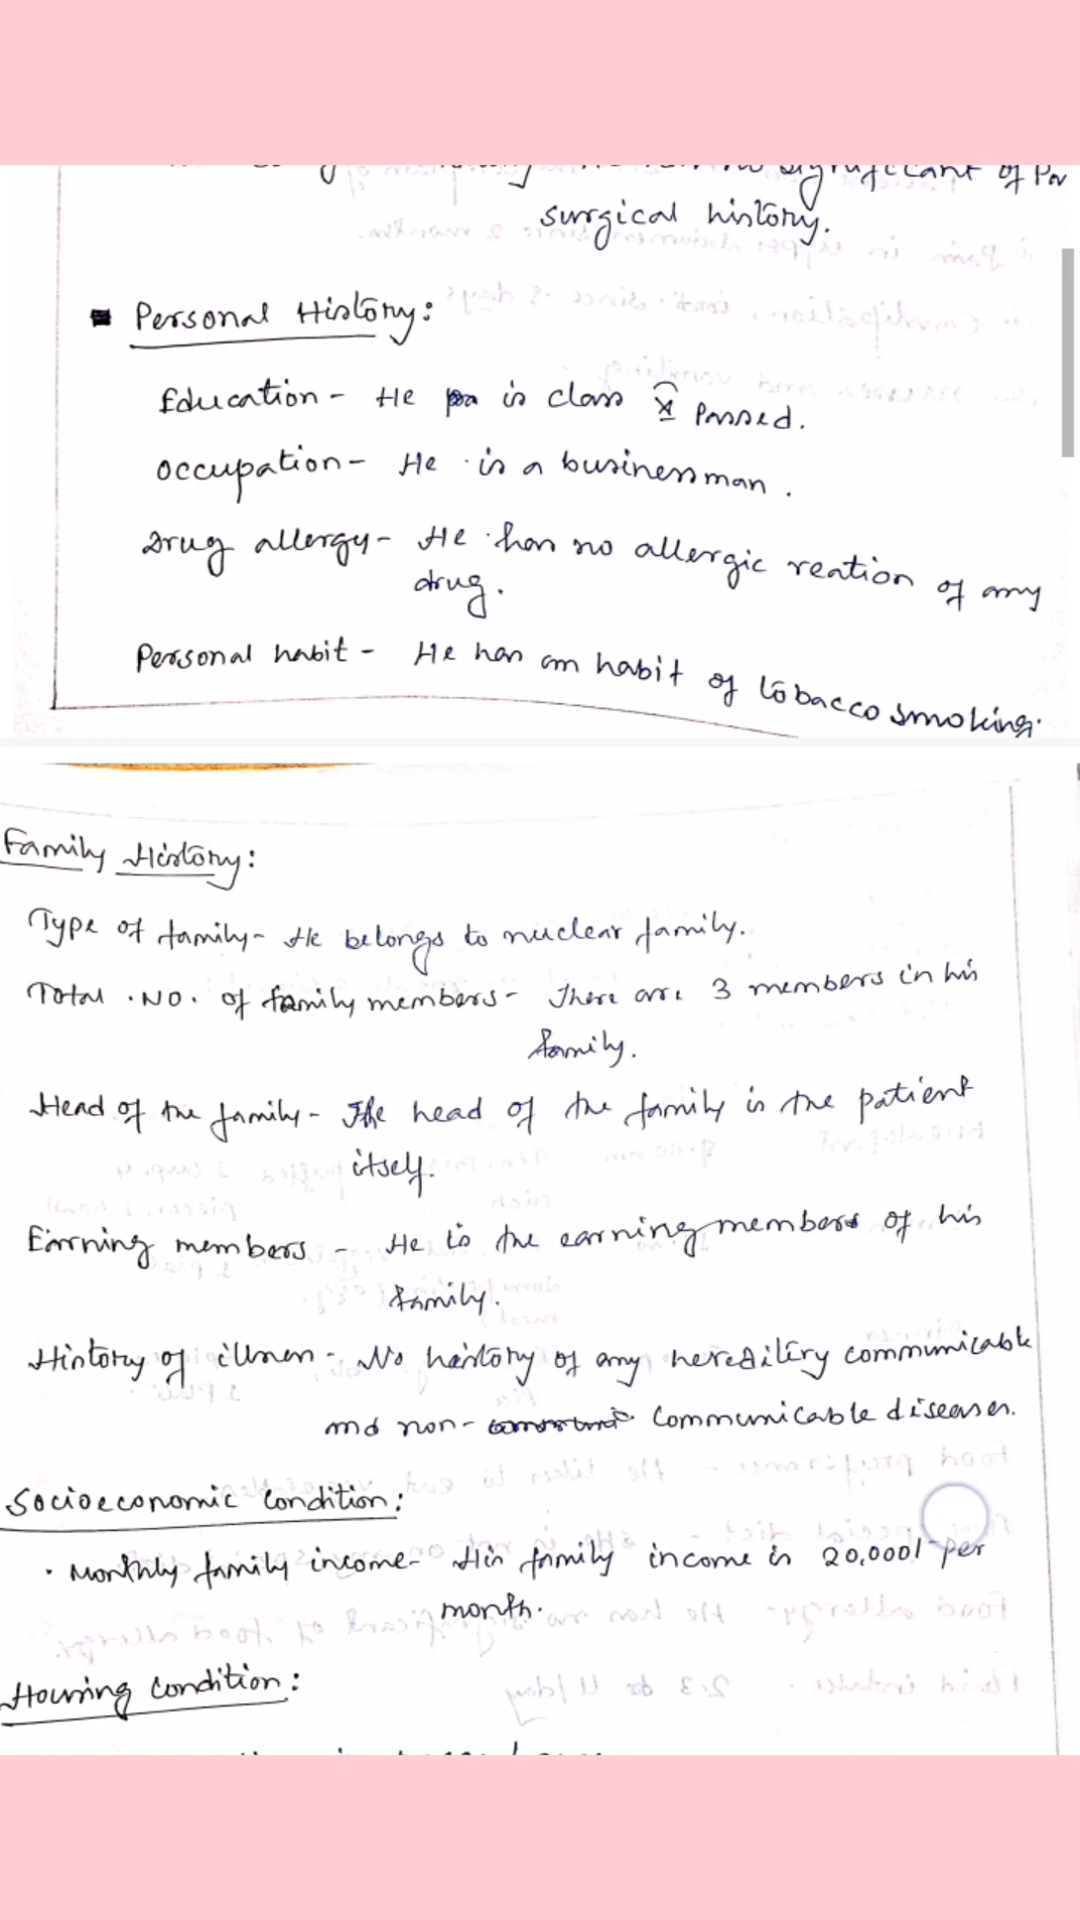 significant of
surgical history.
Personal History:
Education - He is class X passed.
Occupation - He is a businessman.
Drug allergy - He has no allergic reation of any
drug.
Personal habit - He has an habit of tobacco smoking.
Family History:
Type of family - He belongs to nuclear family.
Total .No. of family members - There are 3 members in his
family.
Head of the family - The head of the family is the patient
itself.
Earning members - He is the earning members of his
family.
History of illness - No history of any hereditary communicable
and non- communicable diseases.
Socioeconomic condition:
• Monthly family income - His family income is 20,000/- per
month.
Housing condition: